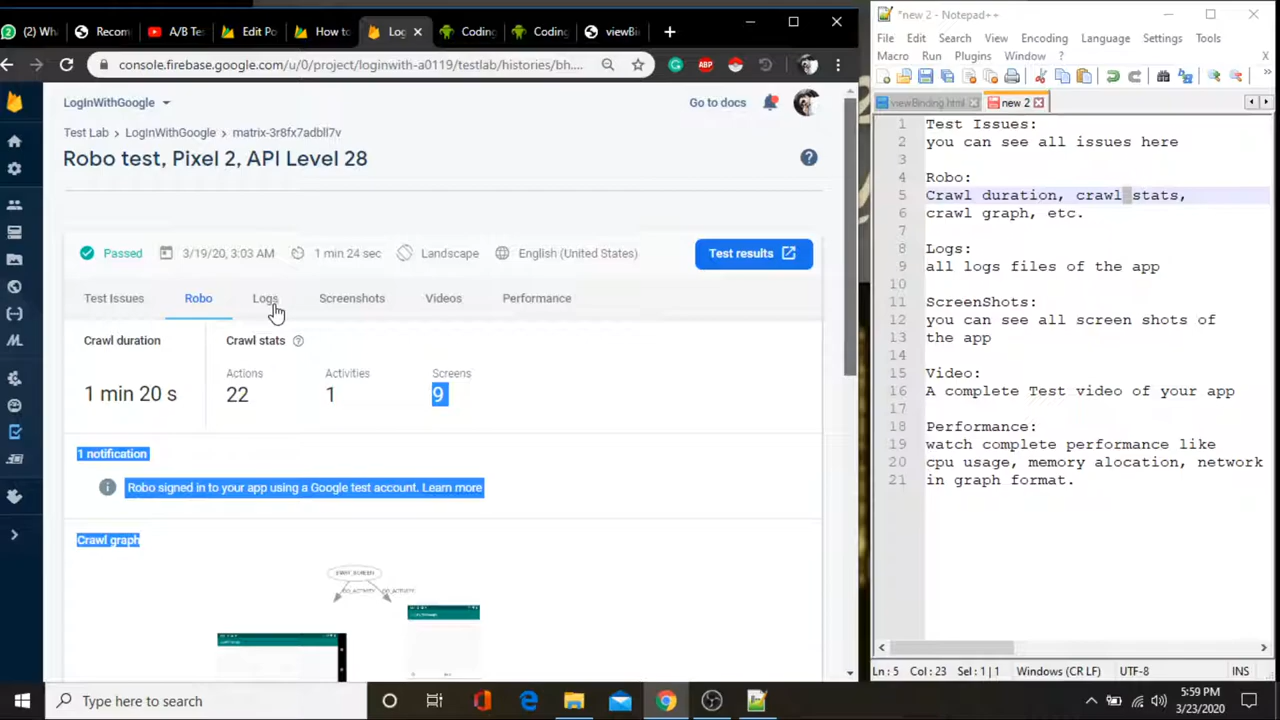 (2) Wh
Recom
A/B Te
Edit Po
How to
Log
Coding
Coding
viewBi
console.firebase.google.com/u/0/project/loginwith-a0119/testlab/histories/bh...
ABP
LogInWithGoogle
Go to docs
Test Lab > LogInWithGoogle > matrix-3r8fx7adbll7v
Robo test, Pixel 2, API Level 28
Passed 3/19/20, 3:03 AM 1 min 24 sec Landscape English (United States) Test results
Test Issues Robo Logs Screenshots Videos Performance
Crawl duration Crawl stats
Actions Activities Screens
1 min 20 s 22 1 9
1 notification
Robo signed in to your app using a Google test account. Learn more
Crawl graph
START_SCREEN
*new 2 - Notepad++
File Edit Search View Encoding Language Settings Tools
Macro Run Plugins Window ? X
viewBinding.html new 2
1 Test Issues:
2 you can see all issues here
3
4 Robo:
5 Crawl duration, crawl stats,
6 crawl graph, etc.
7
8 Logs:
9 all logs files of the app
10
11 ScreenShots:
12 you can see all screen shots of
13 the app
14
15 Video:
16 A complete Test video of your app
17
18 Performance:
19 watch complete performance like
20 cpu usage, memory alocation, network
21 in graph format.
Ln : 5 Col : 23 Sel : 1 | 1 Windows (CR LF) UTF-8 INS
Type here to search
5:59 PM
3/23/2020